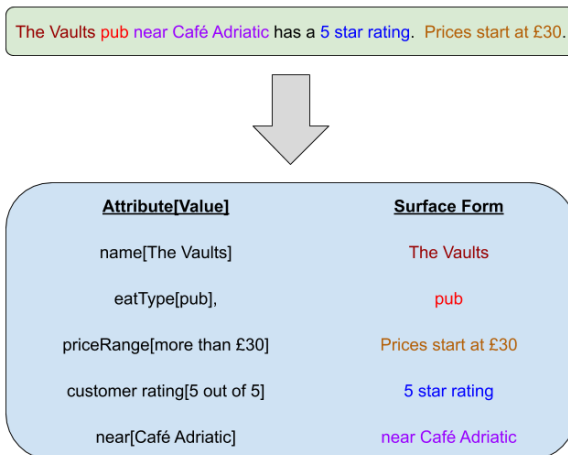 The Vaults pub near Café Adriatic has a 5 star rating.  Prices start at £30.
Attribute[Value] Surface Form
name[The Vaults] The Vaults
eatType[pub], pub
priceRange[more than £30] Prices start at £30
customer rating[5 out of 5] 5 star rating
near[Café Adriatic] near Café Adriatic